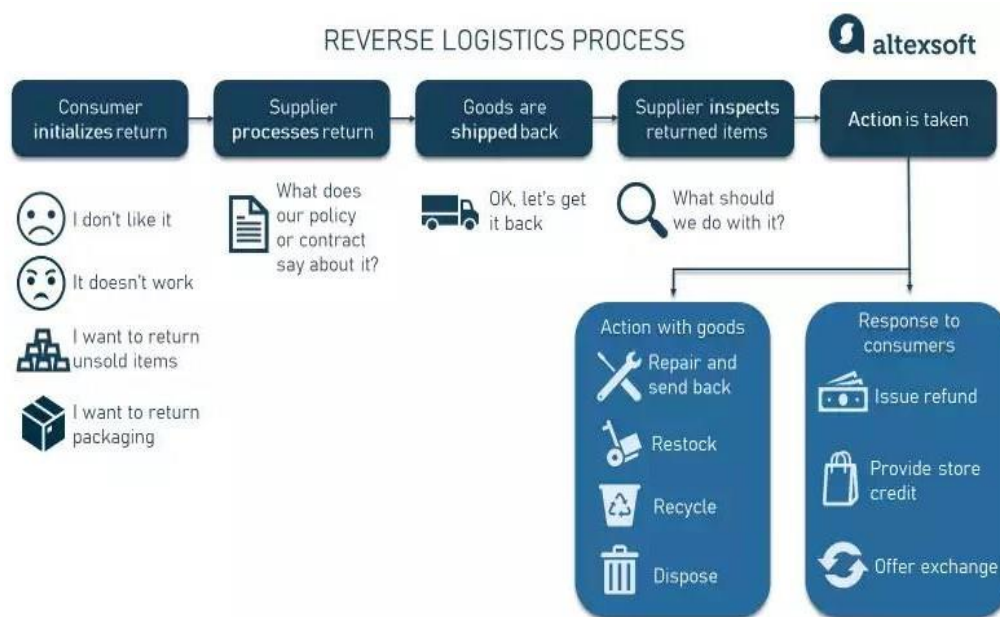 REVERSE LOGISTICS PROCESS
altexsoft
Consumer
initializes return
Supplier
processes return
Goods are
shipped back
Supplier inspects
returned items
Action is taken
I don't like it
It doesn't work
I want to return
unsold items
I want to return
packaging
What does
our policy
or contract
say about it?
OK, let's get
it back
What should
we do with it?
Action with goods
Repair and
send back
Restock
Recycle
Dispose
Response to
consumers
Issue refund
Provide store
credit
Offer exchange